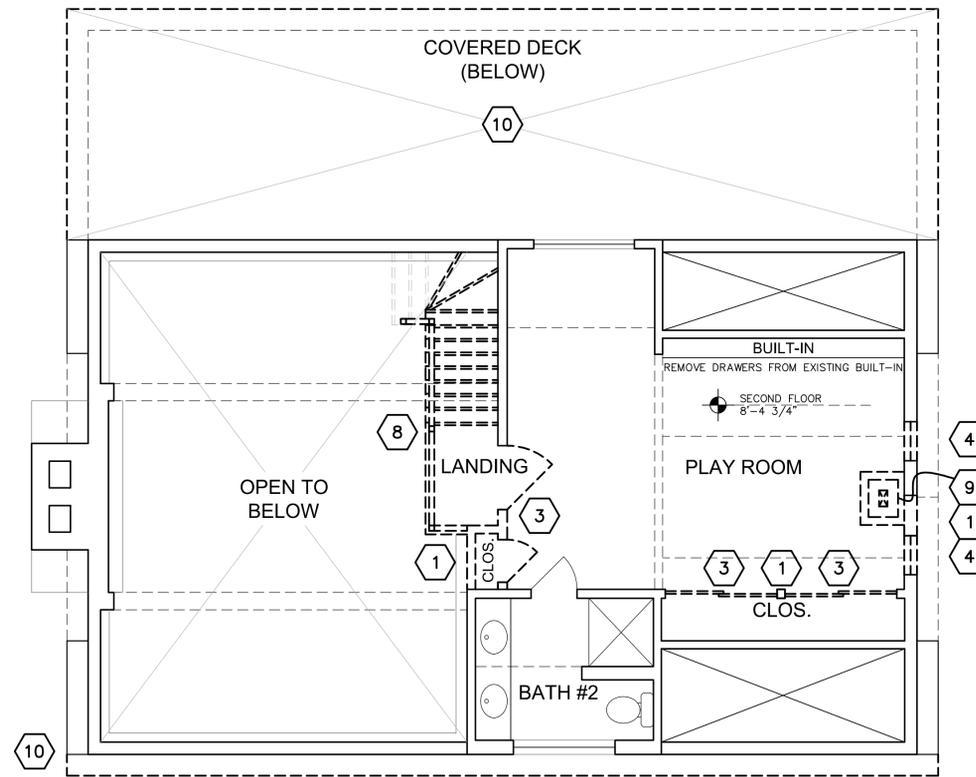 COVERED DECK
(BELOW)
10
BUILT-IN
REMOVE DRAWERS FROM EXISTING BUILT-IN
SECOND FLOOR
8'-4 3/4"
8
4
LANDING
PLAY ROOM
OPEN TO
BELOW
9
3
1
1
CLOS.
4
3
1
3
CLOS.
BATH #2
10